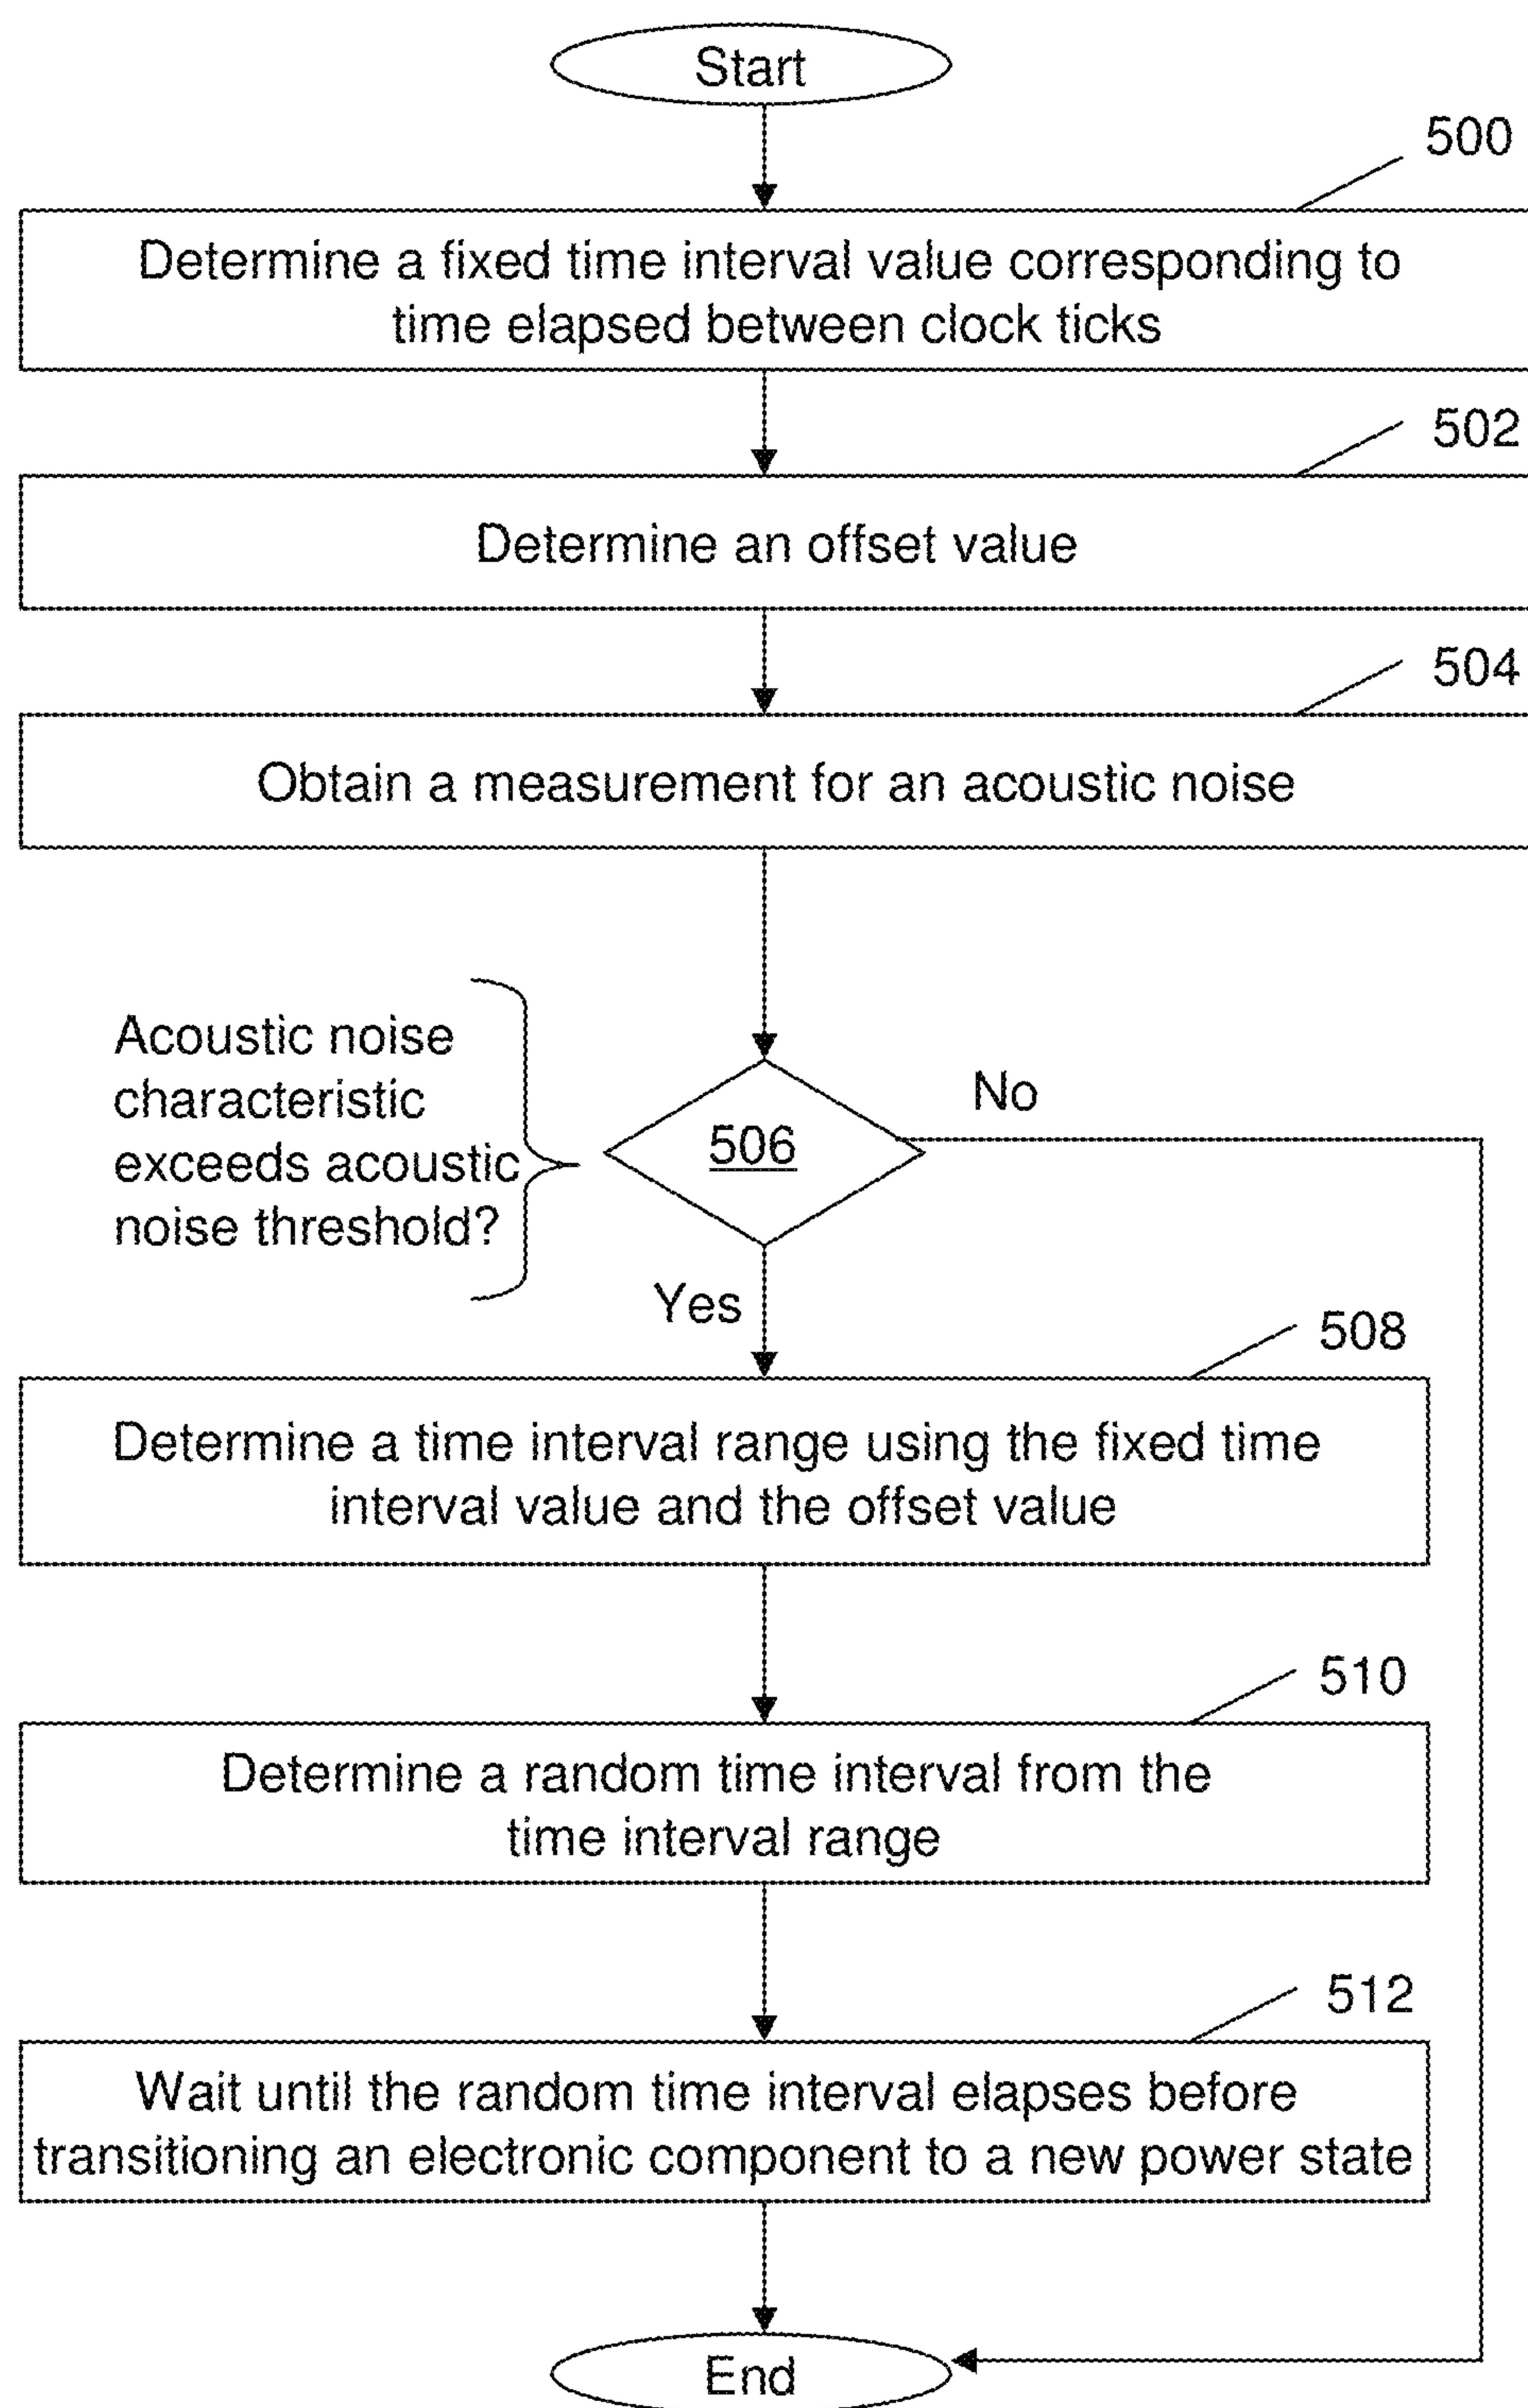 Start
500
Determine a fixed time interval value corresponding to
time elapsed between clock ticks
502
Determine an offset value
504
Obtain a measurement for an acoustic noise
Acoustic noise
characteristic
exceeds acoustic
noise threshold?
506
No
Yes
508
Determine a time interval range using the fixed time
interval value and the offset value
510
Determine a random time interval from the
time interval range
512
Wait until the random time interval elapses before
transitioning an electronic component to a new power state
End